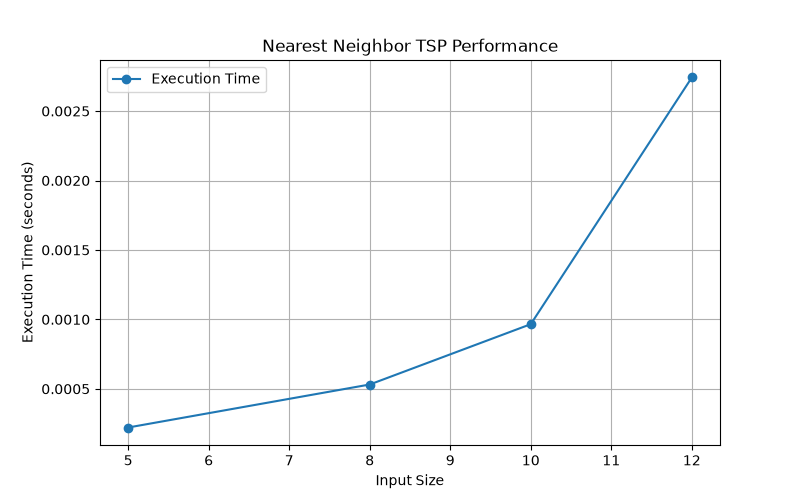 Nearest Neighbor TSP Performance
Execution Time
0.0025
0.0020
0.0015
0.0010
0.0005
Execution Time (seconds)
5 6 7 8 9 10 11 12
Input Size